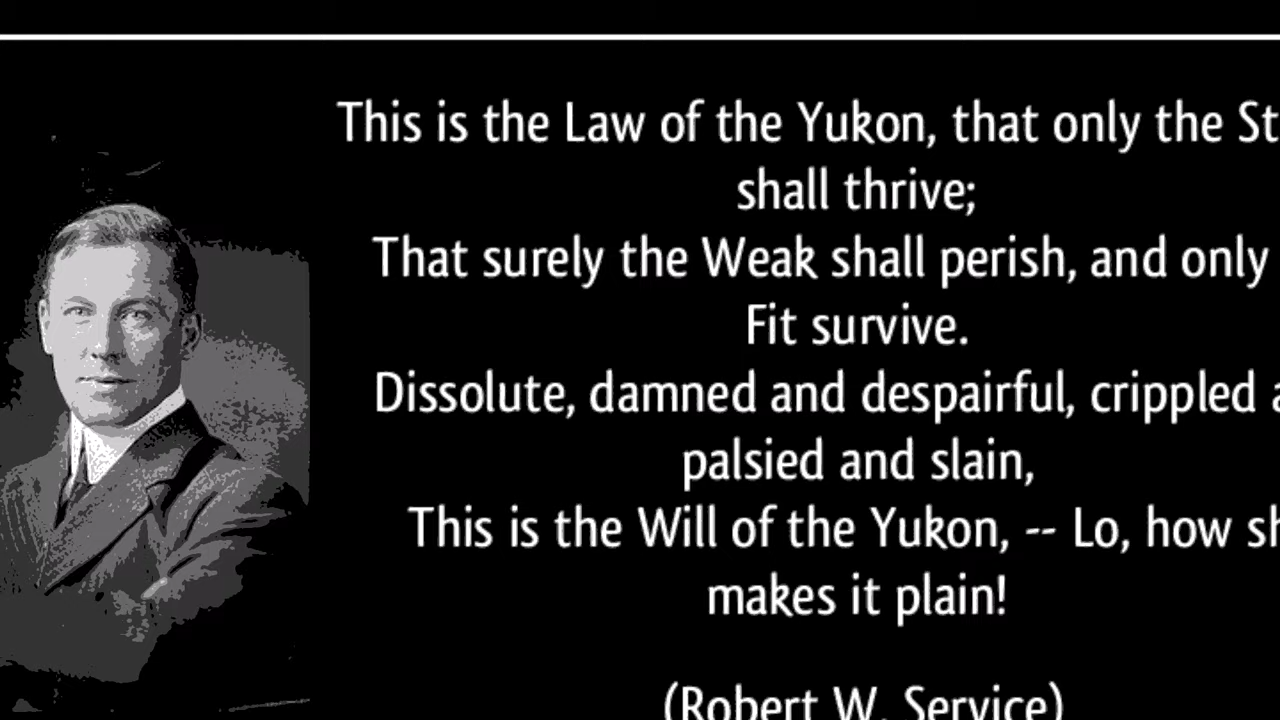 This is the Law of the Yukon, that only the St
shall thrive;
That surely the Weak shall perish, and only
Fit survive.
Dissolute, damned and despairful, crippled a
palsied and slain,
This is the Will of the Yukon, -- Lo, how sh
makes it plain!
(Robert W. Service)